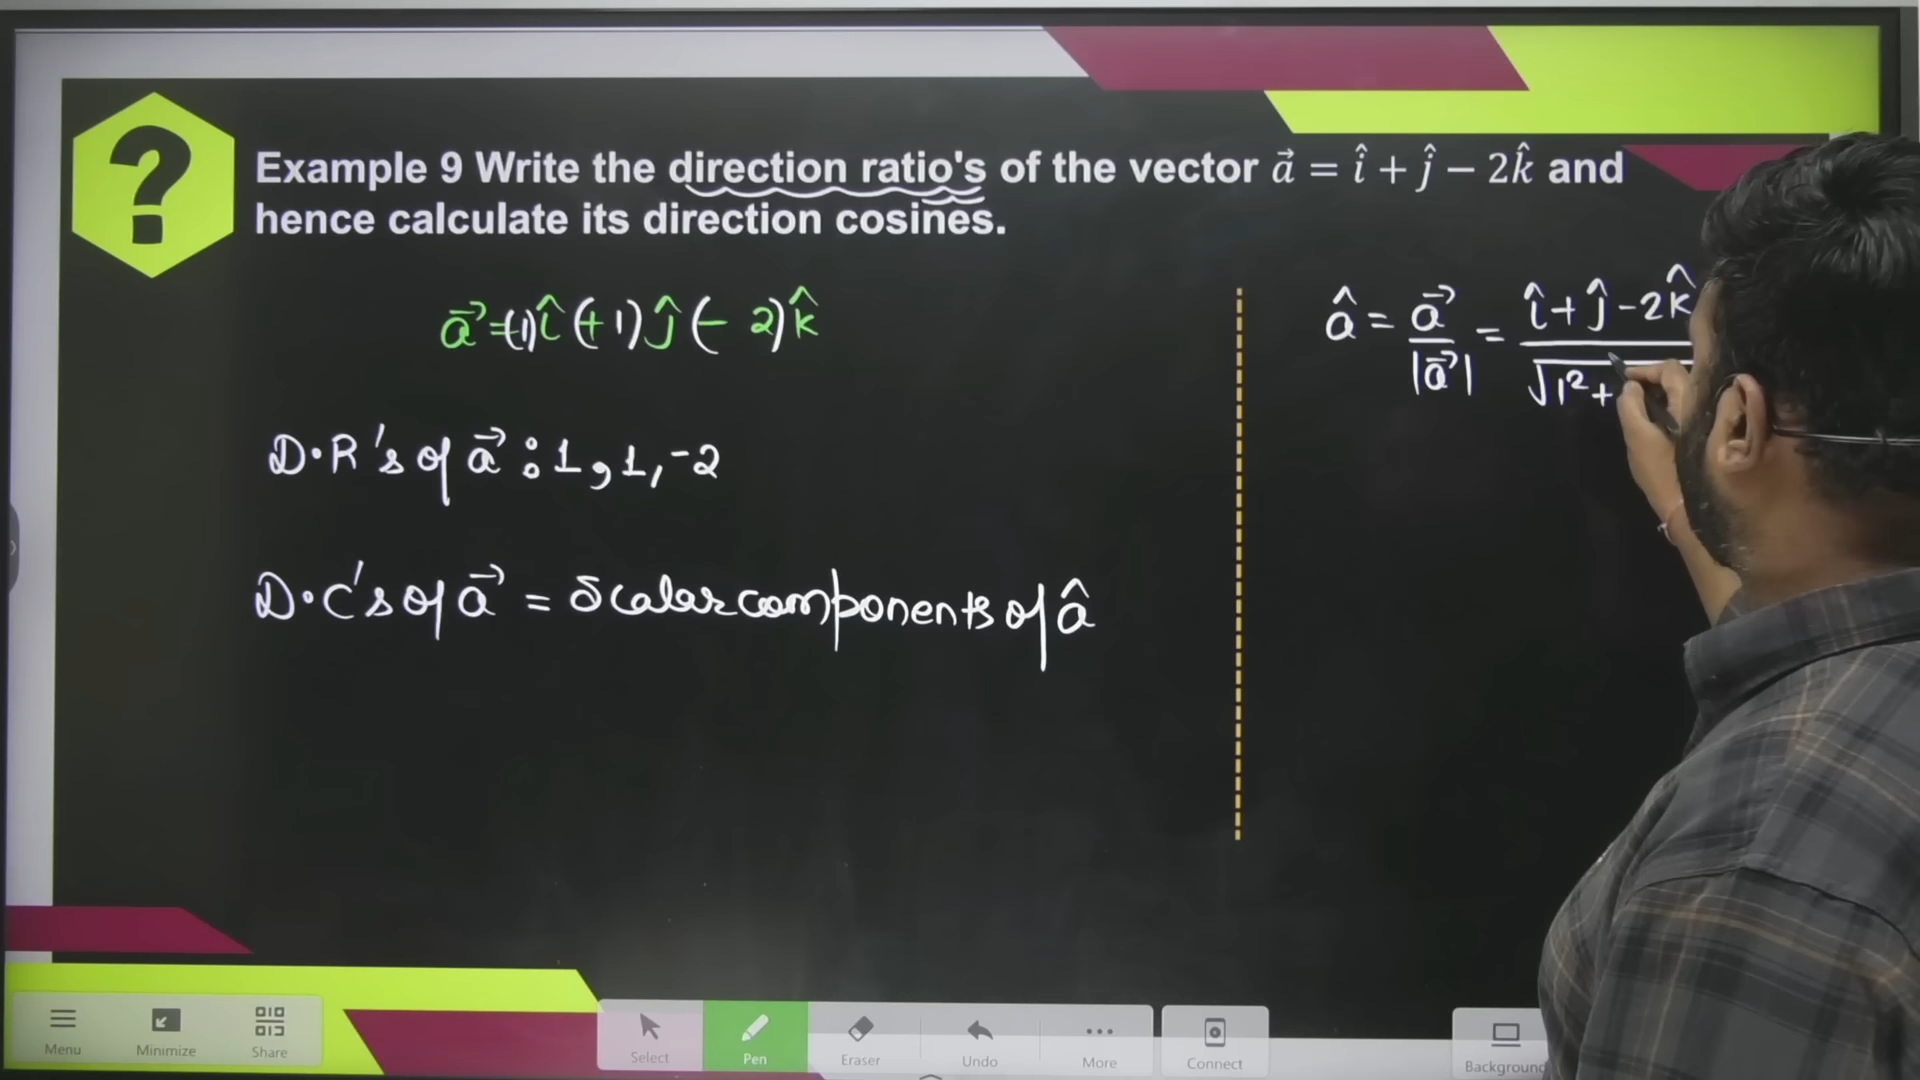 ?
Example 9 Write the direction ratio's of the vector a⃗ = î + ĵ − 2k̂ and
hence calculate its direction cosines.
a⃗ = (1)î (+1)ĵ (− 2)k̂
D.R's of a⃗ : 1, 1, -2
D.C's of a⃗ = Scalar components of â
â = a⃗ / |a⃗| = î + ĵ - 2k̂ / √1² +
Menu
Minimize
Share
Select
Pen
Eraser
Undo
More
Connect
Background